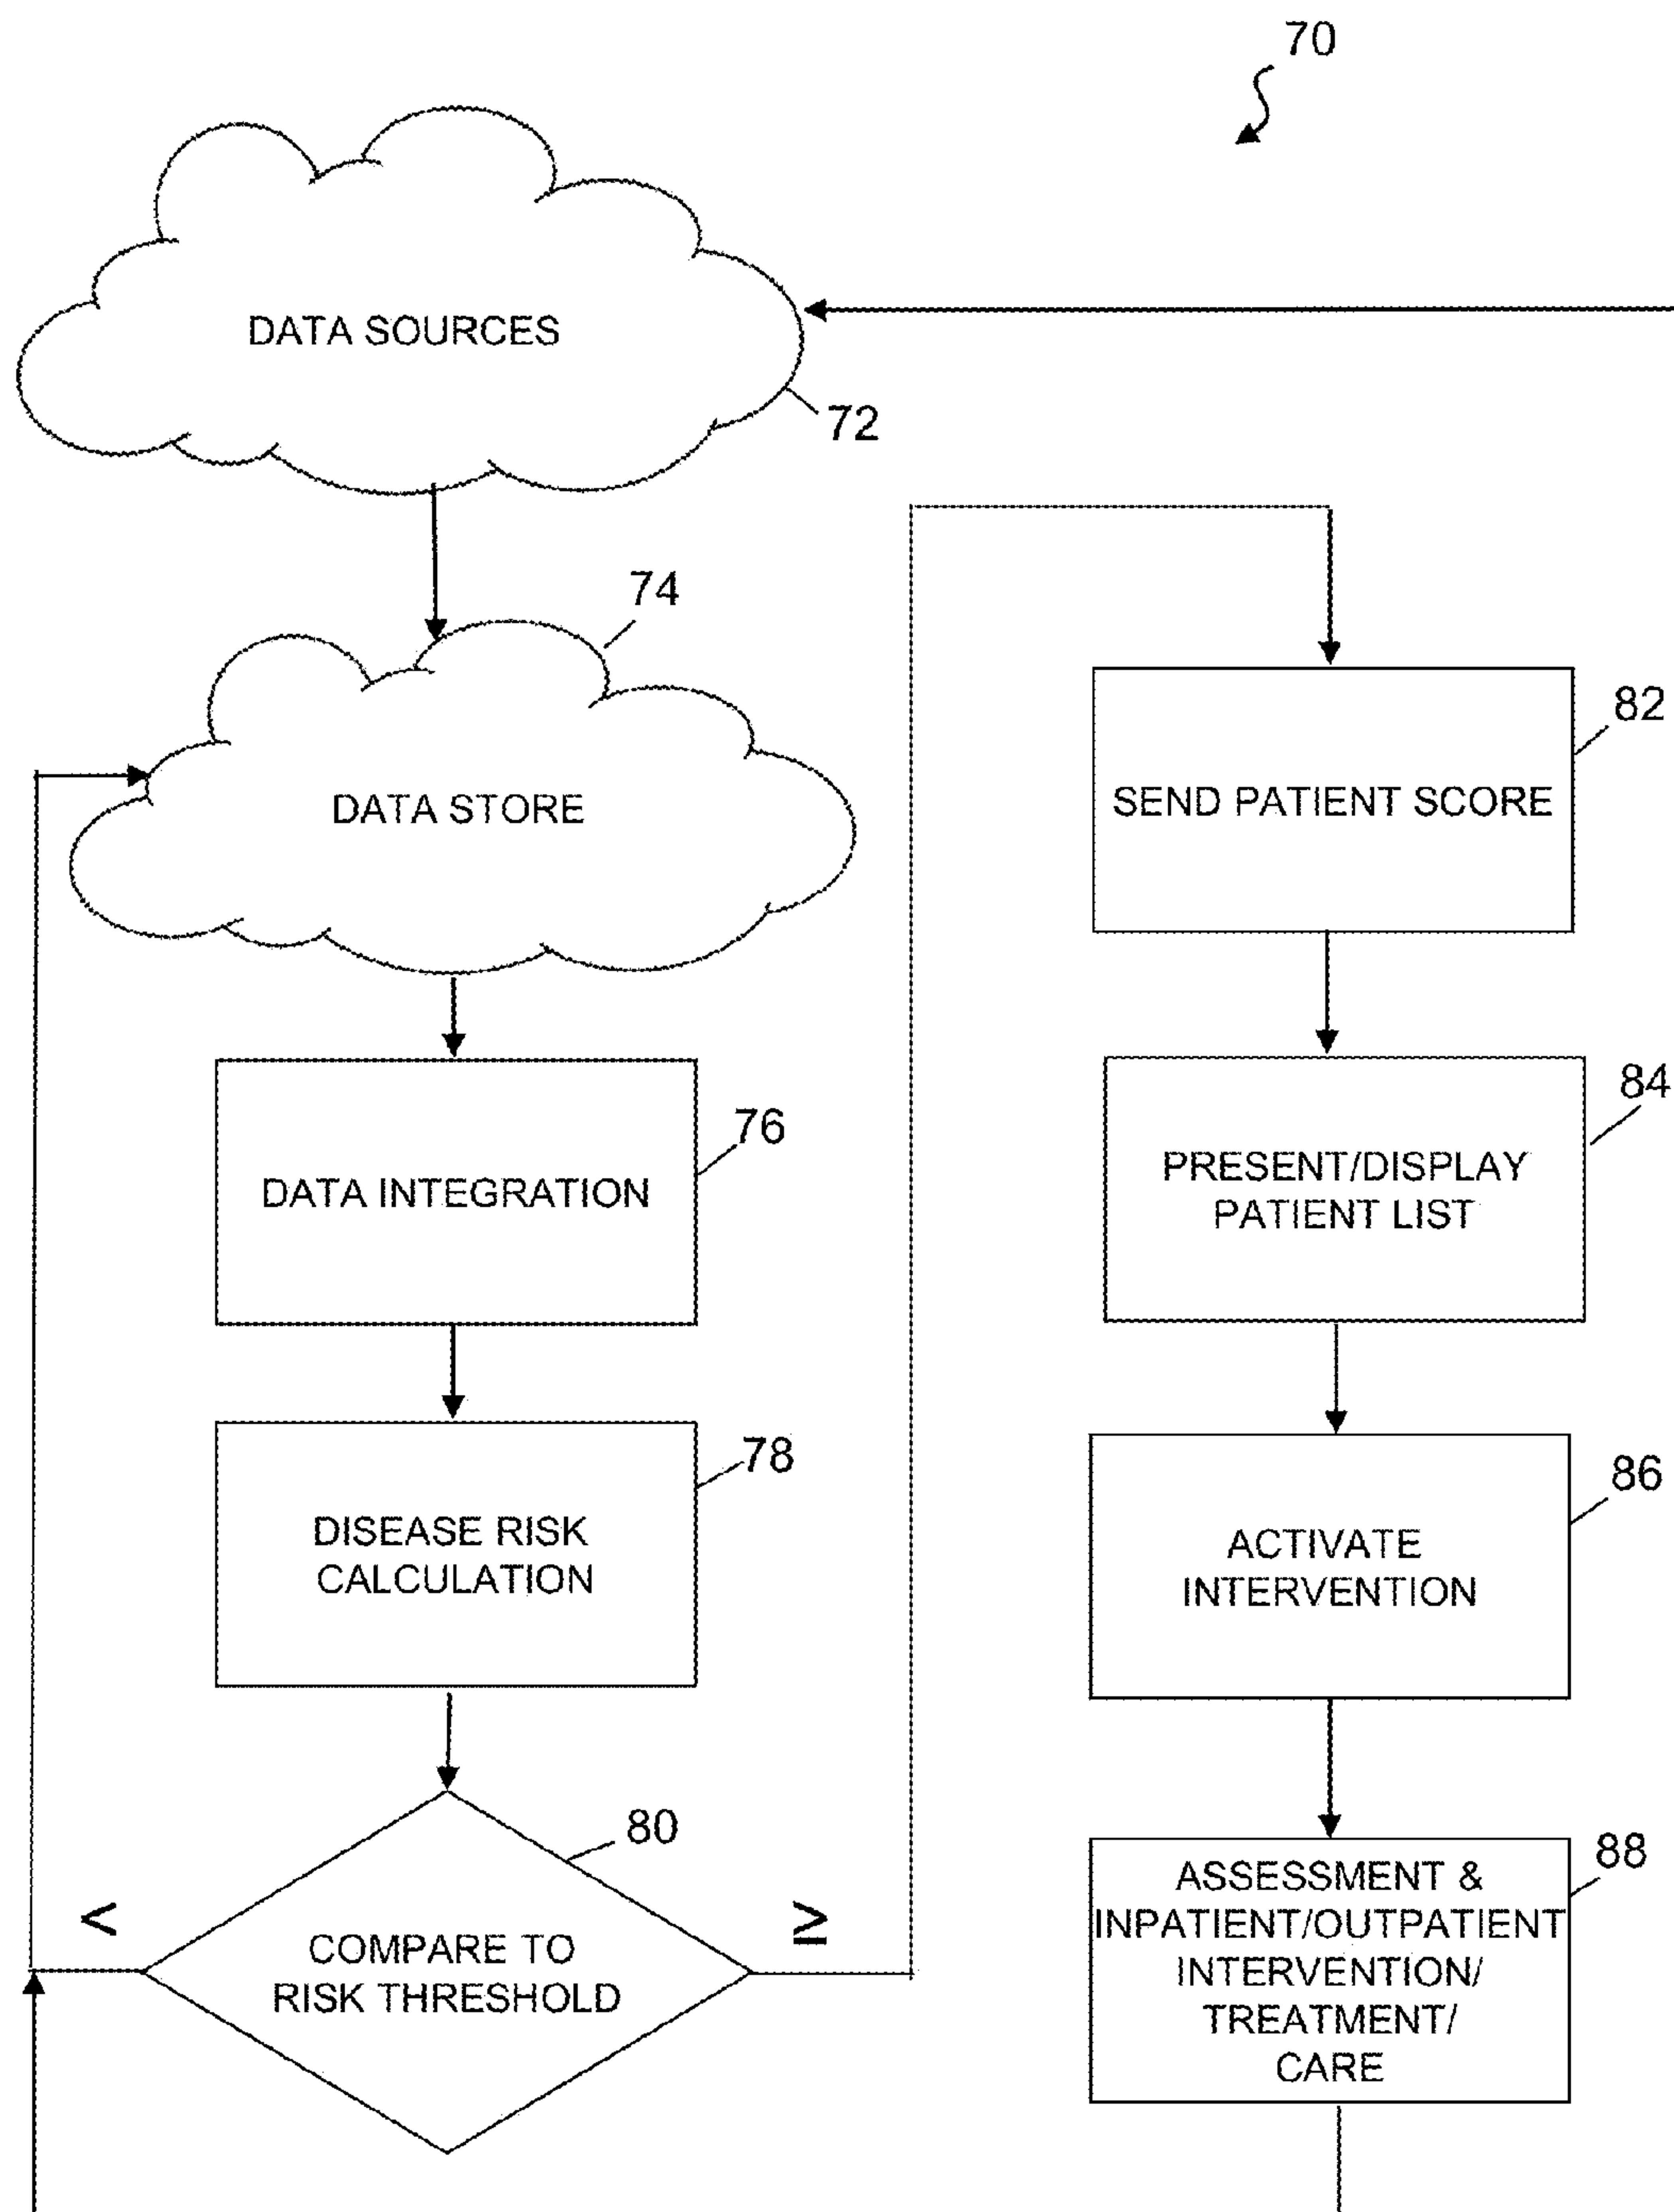 70
DATA SOURCES
72
74
DATA STORE
76
DATA INTEGRATION
78
DISEASE RISK
CALCULATION
80
<
≥
COMPARE TO
RISK THRESHOLD
82
SEND PATIENT SCORE
84
PRESENT/DISPLAY
PATIENT LIST
86
ACTIVATE
INTERVENTION
88
ASSESSMENT &
INPATIENT/OUTPATIENT
INTERVENTION/
TREATMENT/
CARE